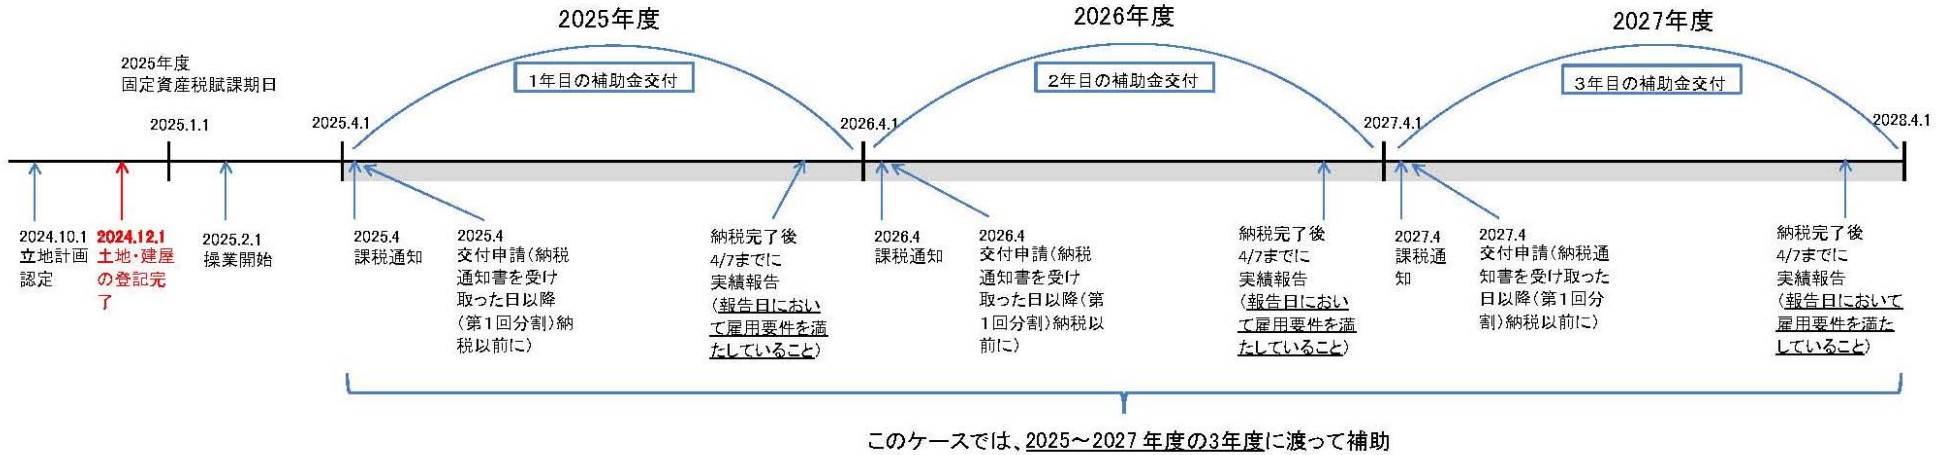 2025年度
2026年度
2027年度
1年目の補助金交付
2年目の補助金交付
3年目の補助金交付
2025年度
固定資産税賦課期日
2025.1.1
2025.4.1
2026.4.1
2027.4.1
2028.4.1
2024.10.1
立地計画
認定
2024.12.1
土地・建屋
の登記完
了
2025.2.1
操業開始
2025.4
課税通知
2025.4
交付申請(納税
通知書を受け
取った日以降
(第1回分割)納
税以前に)
納税完了後
4/7までに
実績報告
(報告日におい
て雇用要件を満
たしていること)
2026.4
課税通知
2026.4
交付申請(納税
通知書を受け
取った日以降(第
1回分割)納税以
前に)
納税完了後
4/7までに
実績報告
(報告日におい
て雇用要件を満
たしていること)
2027.4
課税通
知
2027.4
交付申請(納税通
知書を受け取った
日以降(第1回分
割)納税以前に)
納税完了後
4/7までに
実績報告
(報告日において
雇用要件を満た
していること)
このケースでは、2025～2027年度の3年度に渡って補助